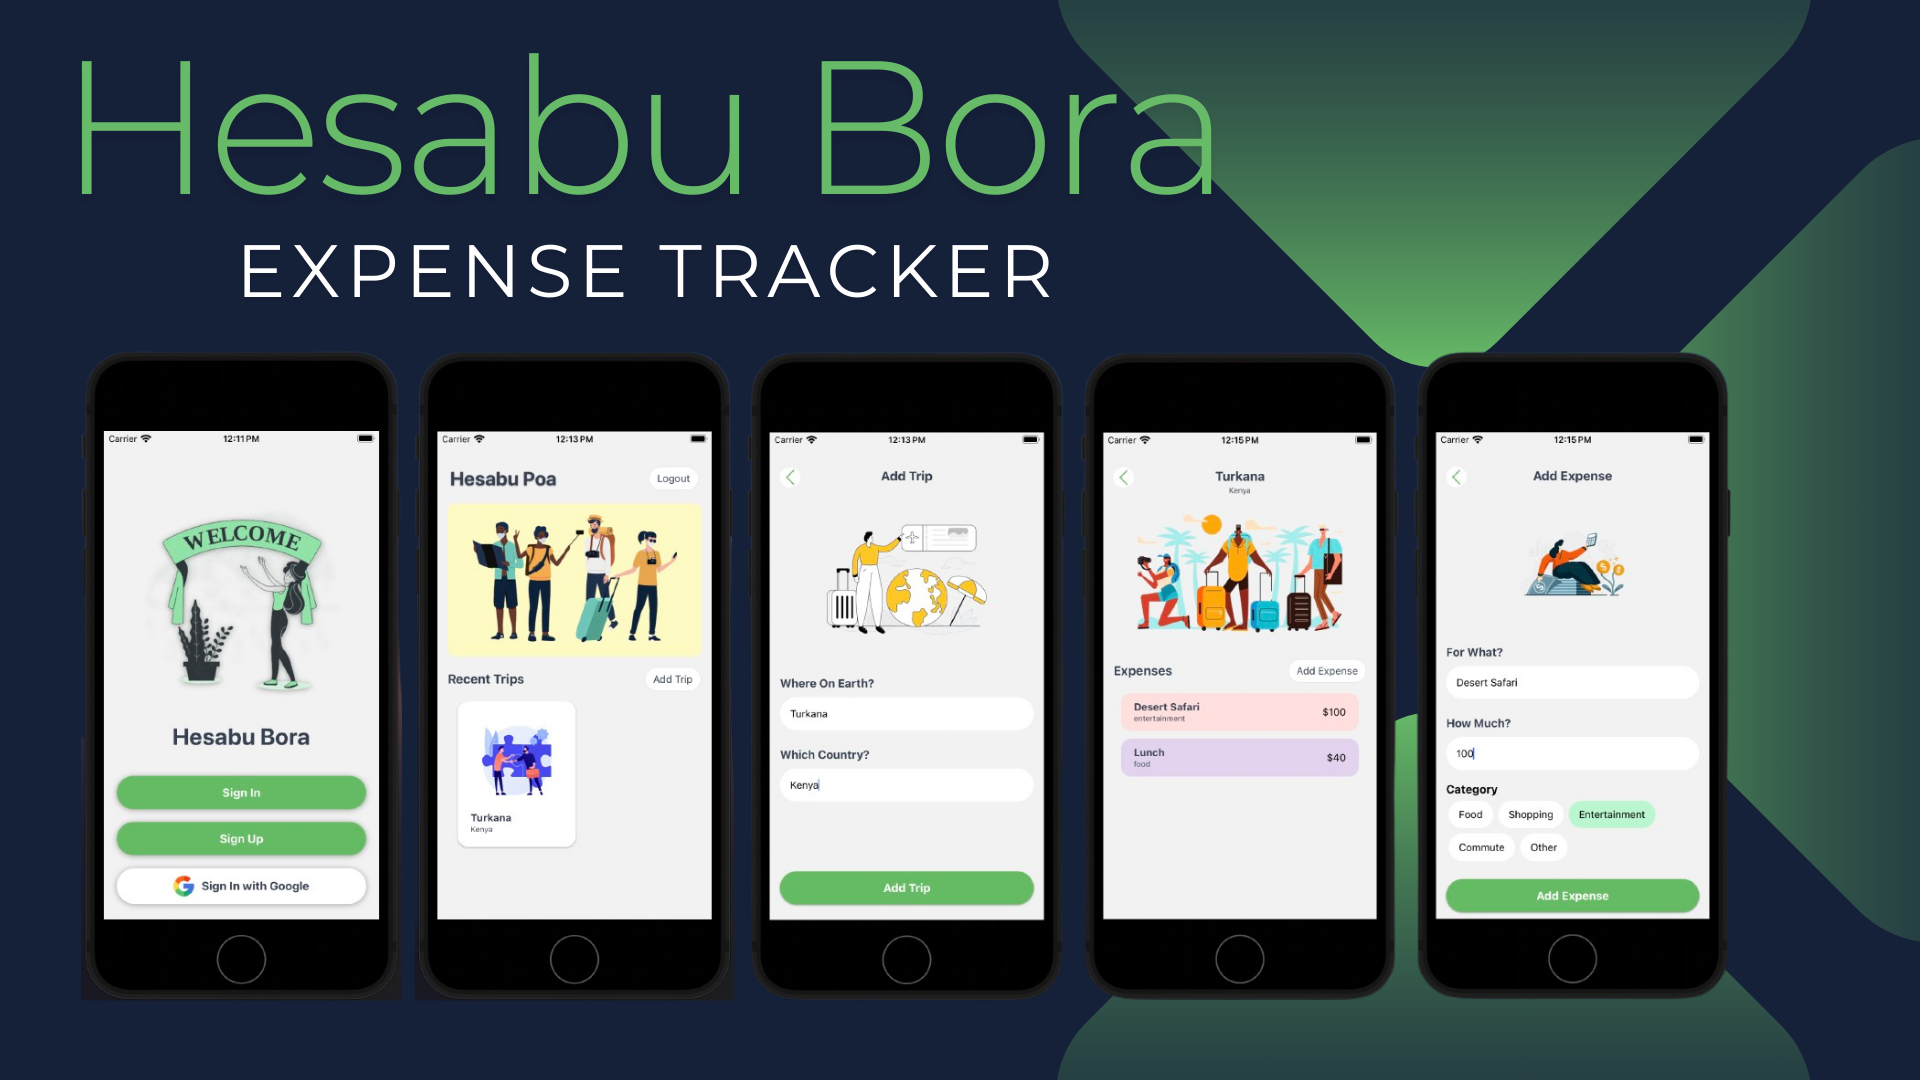 Hesabu Bora
EXPENSE TRACKER
Carrier 12:11 PM
WELCOME
Hesabu Bora
Sign In
Sign Up
Sign In with Google
Carrier 12:13 PM
Hesabu Poa
Logout
Recent Trips
Add Trip
Turkana
Kenya
Carrier 12:13 PM
Add Trip
Where On Earth?
Turkana
Which Country?
Kenya
Add Trip
Carrier 12:15 PM
Turkana
Kenya
Expenses
Add Expense
Desert Safari
entertainment
$100
Lunch
food
$40
Carrier 12:15 PM
Add Expense
For What?
Desert Safari
How Much?
100
Category
Food Shopping Entertainment
Commute Other
Add Expense